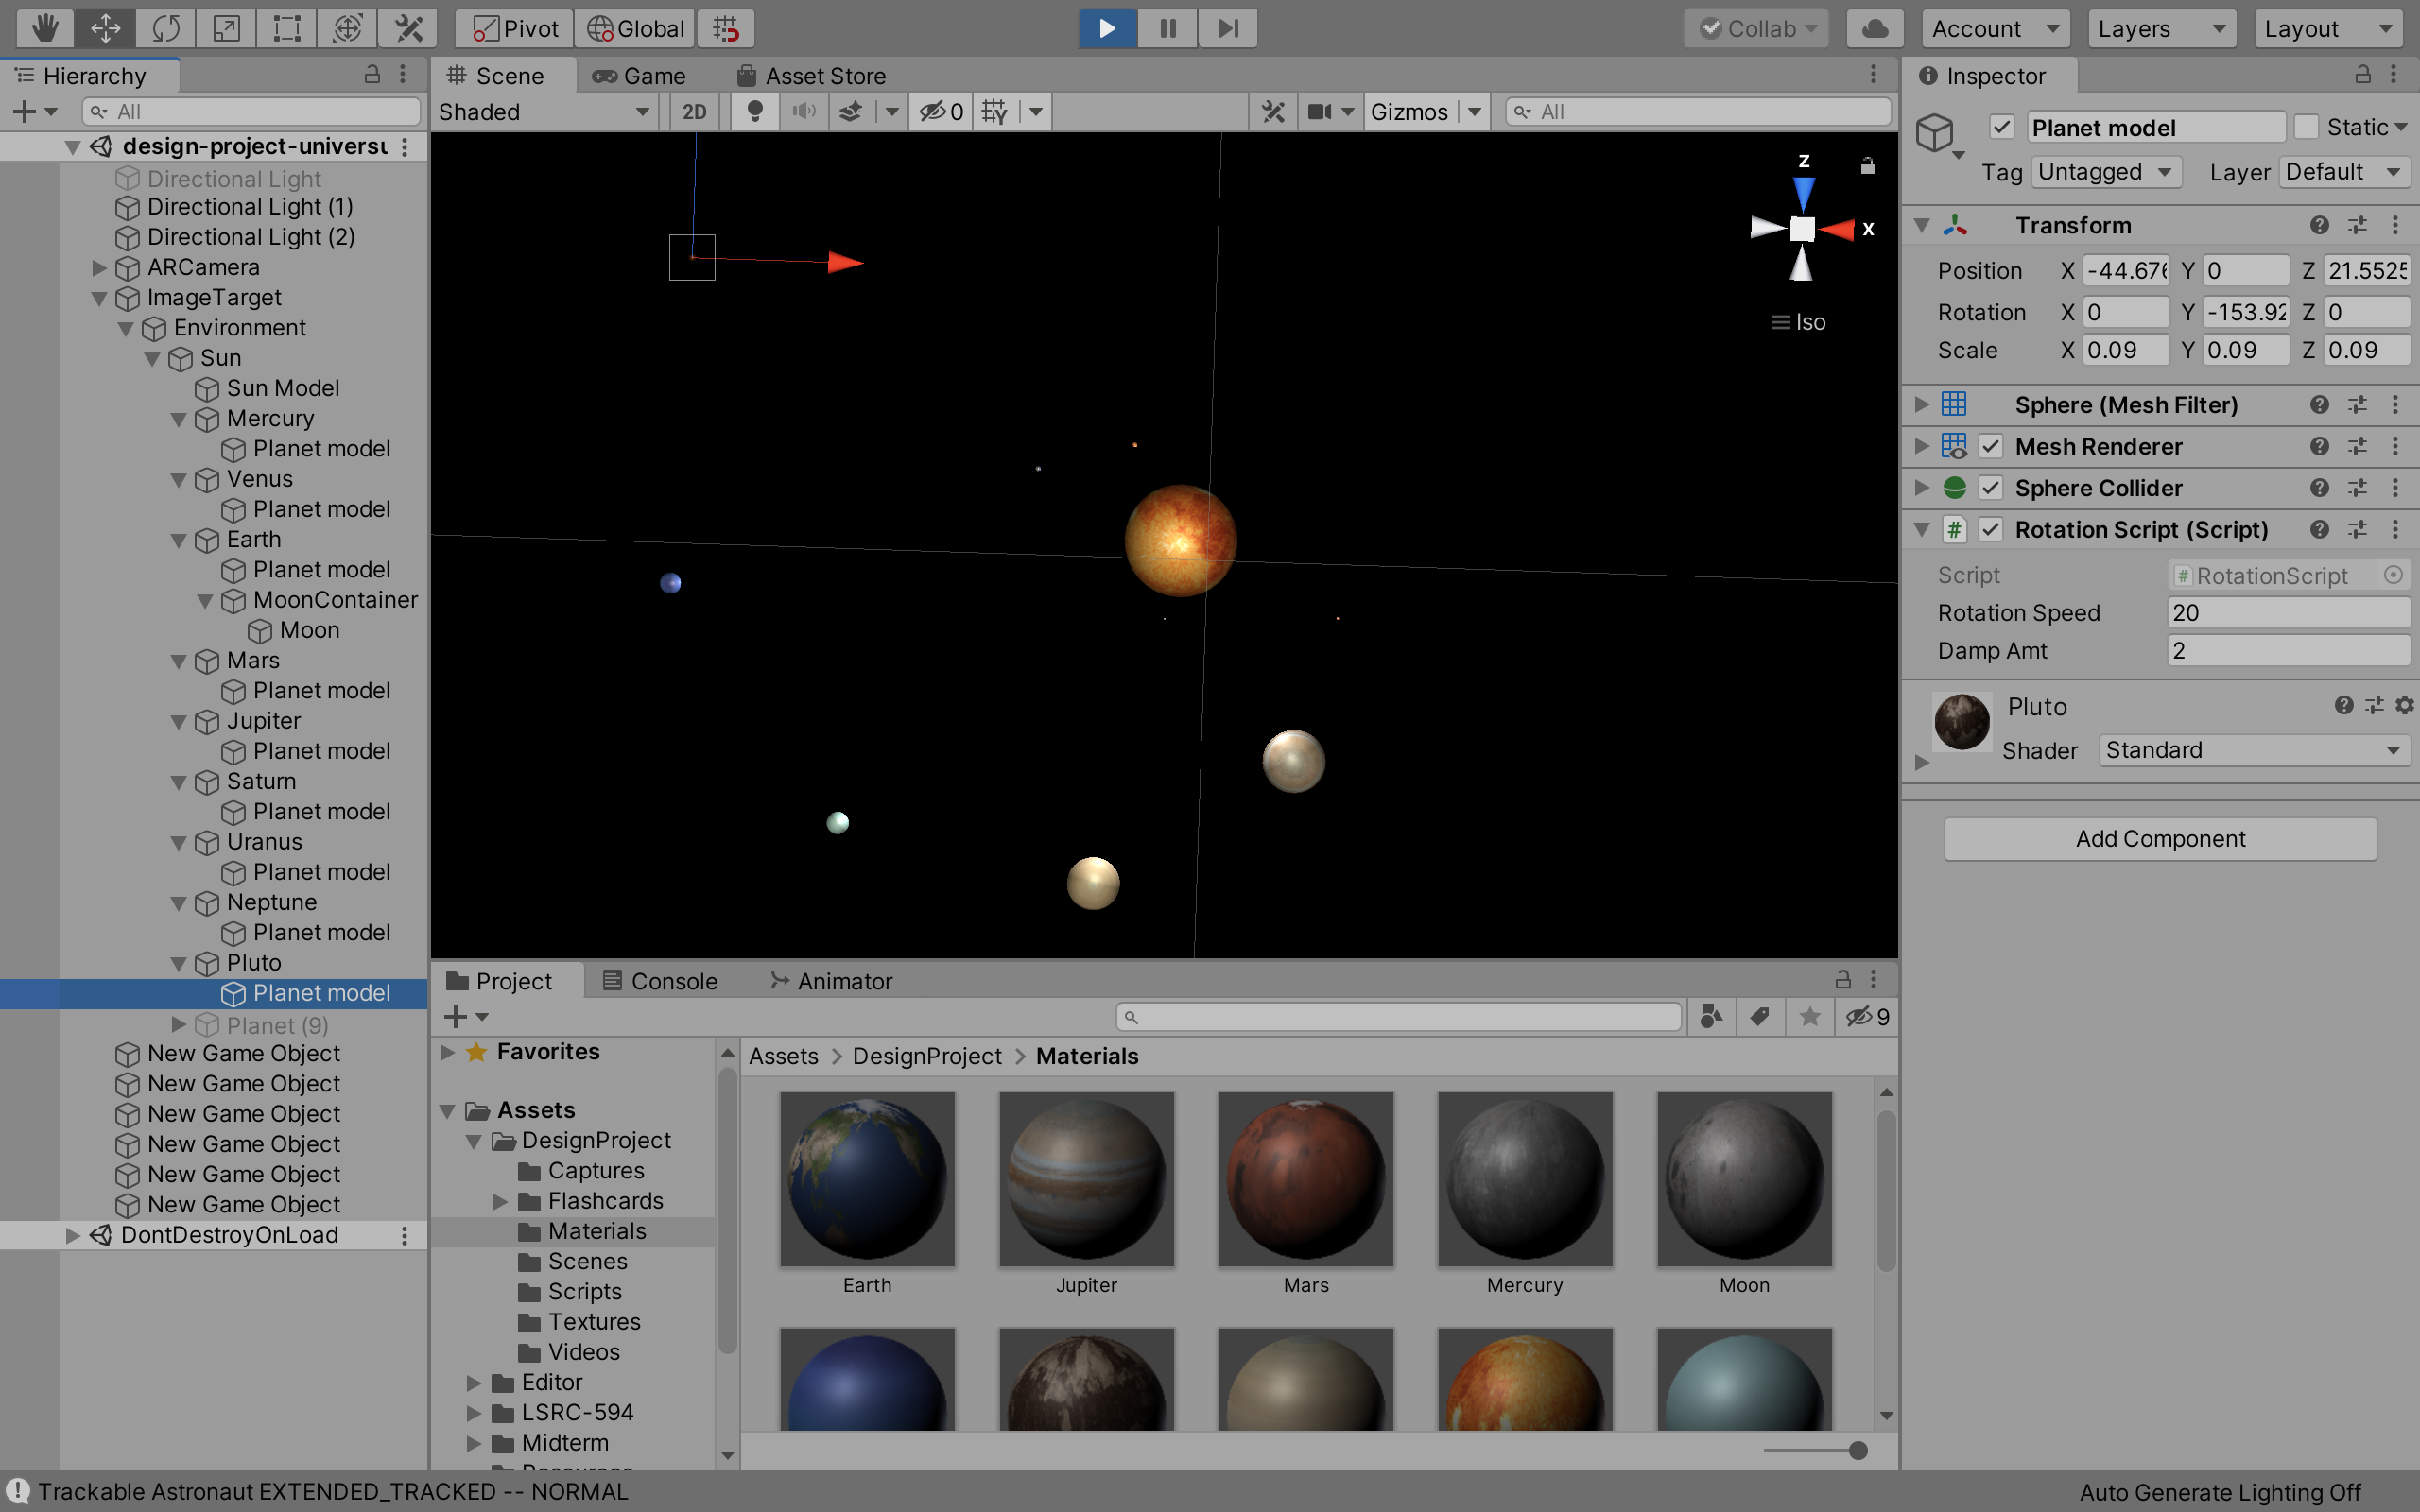 Pivot Global Collab Account Layers Layout
Hierarchy
All
design-project-universu
Directional Light
Directional Light (1)
Directional Light (2)
ARCamera
ImageTarget
Environment
Sun
Sun Model
Mercury
Planet model
Venus
Planet model
Earth
Planet model
MoonContainer
Moon
Mars
Planet model
Jupiter
Planet model
Saturn
Planet model
Uranus
Planet model
Neptune
Planet model
Pluto
Planet model
Planet (9)
New Game Object
New Game Object
New Game Object
New Game Object
New Game Object
New Game Object
DontDestroyOnLoad
Scene Game Asset Store
Shaded 2D 0 Gizmos All
z
x
Iso
Project Console Animator
9
Favorites
Assets
DesignProject
Captures
Flashcards
Materials
Scenes
Scripts
Textures
Videos
Editor
LSRC-594
Midterm
Assets > DesignProject > Materials
Earth Jupiter Mars Mercury Moon
Inspector
Planet model Static
Tag Untagged Layer Default
Transform
Position X -44.676 Y 0 Z 21.5525
Rotation X 0 Y -153.92 Z 0
Scale X 0.09 Y 0.09 Z 0.09
Sphere (Mesh Filter)
Mesh Renderer
Sphere Collider
# Rotation Script (Script)
Script # RotationScript
Rotation Speed 20
Damp Amt 2
Pluto
Shader Standard
Add Component
Trackable Astronaut EXTENDED_TRACKED -- NORMAL
Auto Generate Lighting Off